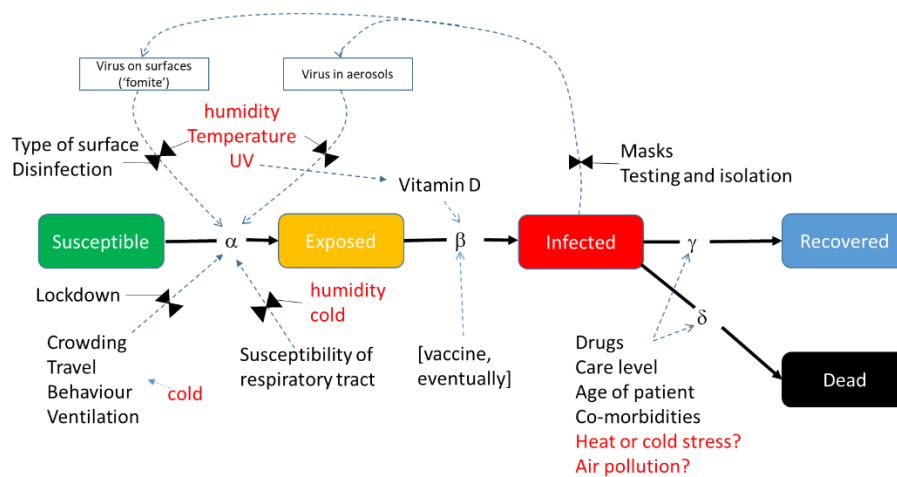 Virus on surfaces
(‘fomite’)
Virus in aerosols
humidity
Temperature
UV
Type of surface
Disinfection
Masks
Testing and isolation
Vitamin D
Susceptible
α
Exposed
β
Infected
γ
Recovered
Lockdown
humidity
cold
δ
Crowding
Travel
Behaviour
Ventilation
cold
Susceptibility of
respiratory tract
[vaccine,
eventually]
Drugs
Care level
Age of patient
Co-morbidities
Heat or cold stress?
Air pollution?
Dead